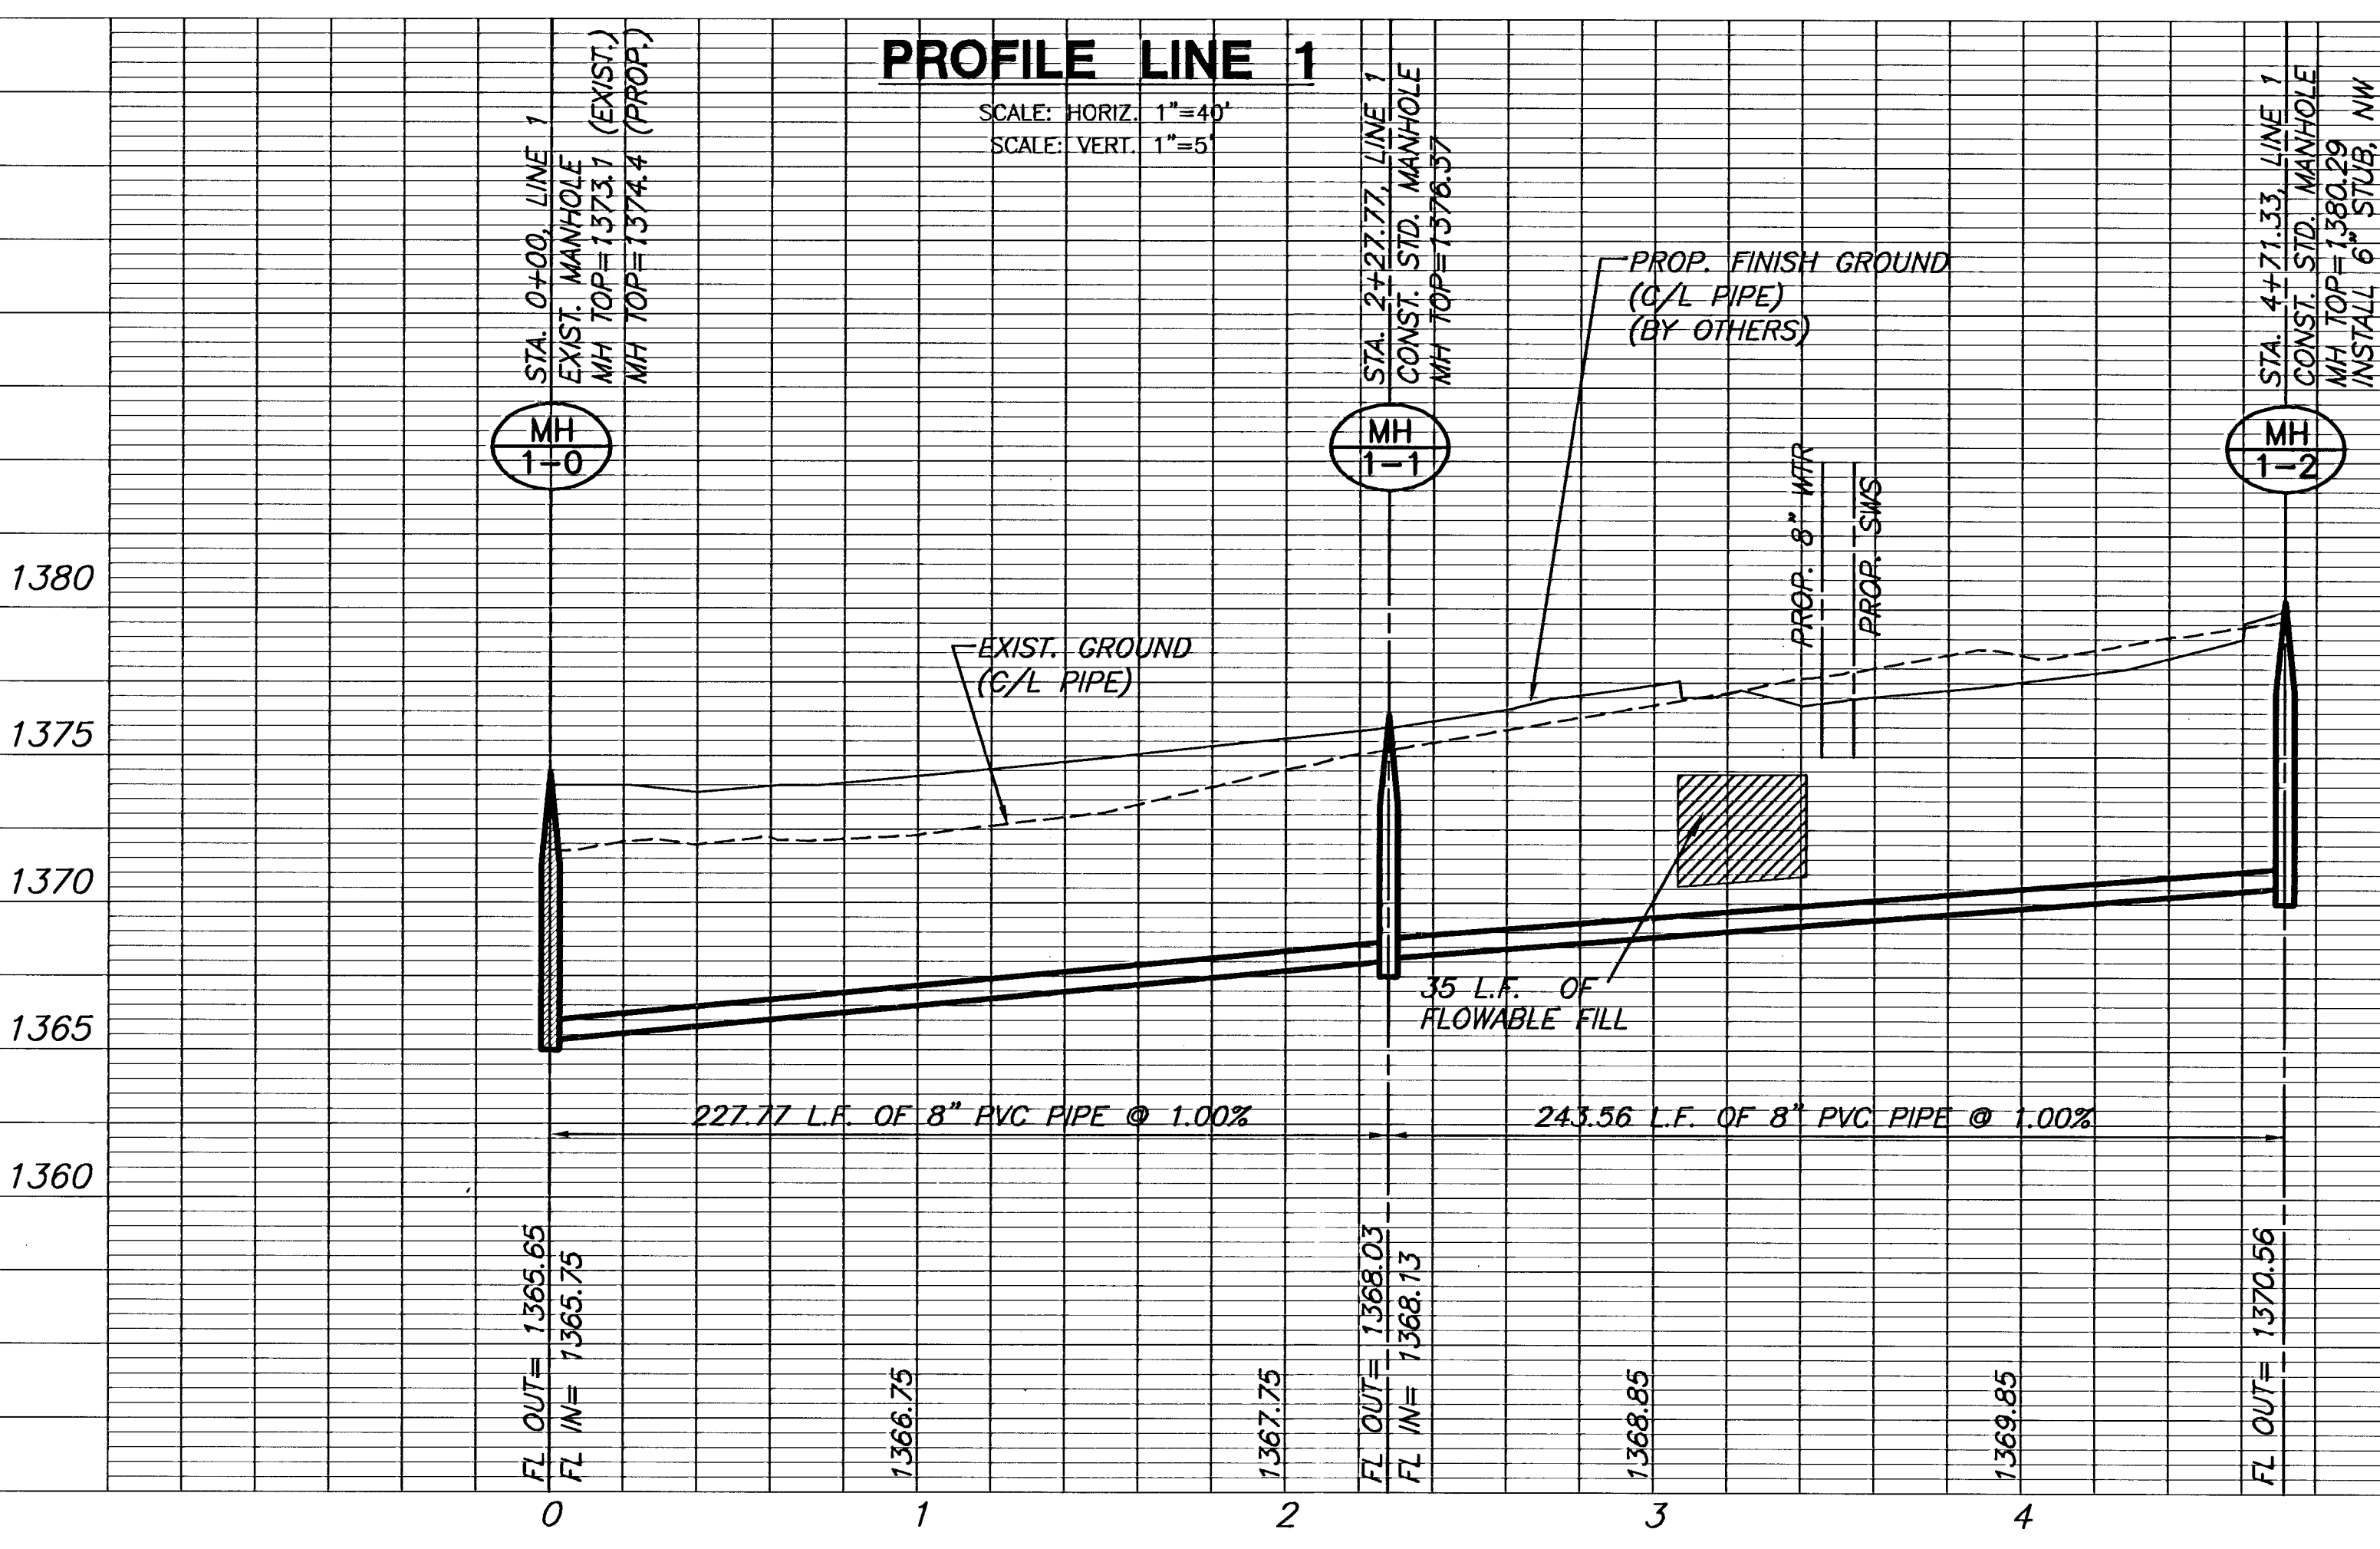 PROFILE LINE 1
SCALE: HORIZ. 1"=40'
SCALE: VERT. 1"=5'
STA. 0+00, LINE 1
EXIST. MANHOLE
MH TOP=1373.1 (EXIST.)
MH TOP=1374.4 (PROP.)
STA. 2+27.77, LINE 1
CONST. STD. MANHOLE
MH TOP=1376.37
STA. 4+71.33, LINE 1
CONST. STD. MANHOLE
MH TOP=1380.29
INSTALL 6" STUB, NW
MH
1-0
MH
1-1
MH
1-2
PROP. FINISH GROUND
(C/L PIPE)
(BY OTHERS)
PROP. 8" WTR
PROP. SWS
EXIST. GROUND
(C/L PIPE)
35 L.F. OF
FLOWABLE FILL
1380
1375
1370
1365
1360
227.77 L.F. OF 8" PVC PIPE @ 1.00%
243.56 L.F. OF 8" PVC PIPE @ 1.00%
FL OUT= 1365.65
FL IN= 1365.75
1366.75
1367.75
FL OUT= 1368.03
FL IN= 1368.13
1368.85
1369.85
FL OUT= 1370.56
0 1 2 3 4